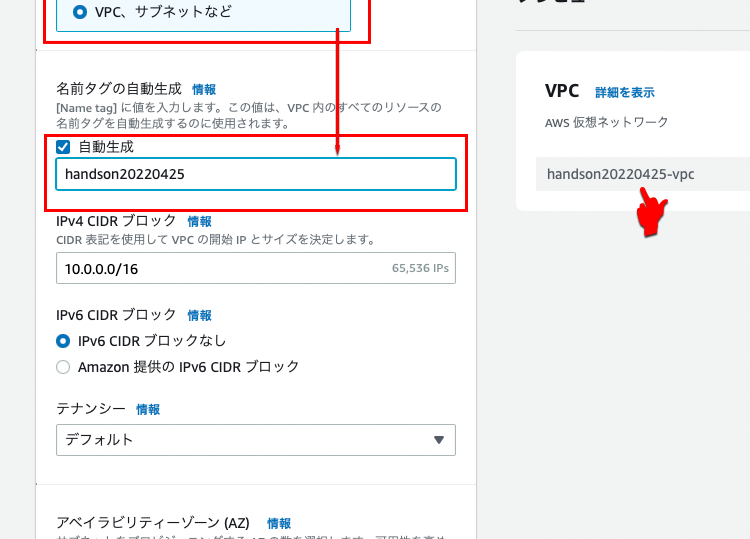 VPC、サブネットなど
名前タグの自動生成 情報
[Name tag] に値を入力します。この値は、VPC 内のすべてのリソースの
名前タグを自動生成するのに使用されます。
自動生成
handson20220425
IPv4 CIDR ブロック 情報
CIDR 表記を使用して VPC の開始 IP とサイズを決定します。
10.0.0.0/16 65,536 IPs
IPv6 CIDR ブロック 情報
IPv6 CIDR ブロックなし
Amazon 提供の IPv6 CIDR ブロック
テナンシー 情報
デフォルト
アベイラビリティーゾーン (AZ) 情報
VPC 詳細を表示
AWS 仮想ネットワーク
handson20220425-vpc